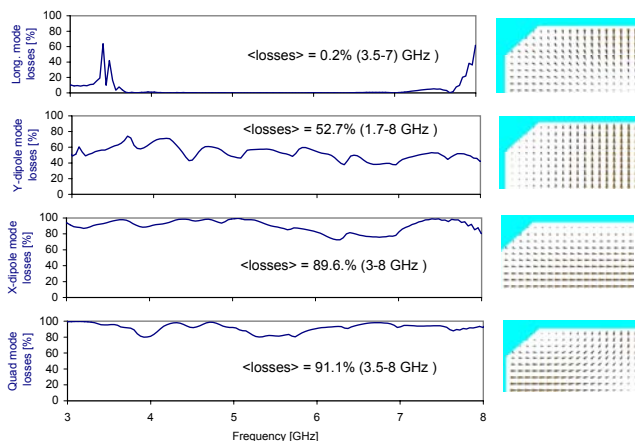 Long. mode
losses [%]
100
80
60
40
20
0
<losses> = 0.2% (3.5-7) GHz )
Y-dipole mode
losses [%]
100
80
60
40
20
0
<losses> = 52.7% (1.7-8 GHz )
X-dipole mode
losses [%]
100
80
60
40
20
0
<losses> = 89.6.% (3-8 GHz )
Quad mode
losses [%]
100
80
60
40
20
0
<losses> = 91.1% (3.5-8 GHz )
3 4 5 6 7 8
Frequency [GHz]